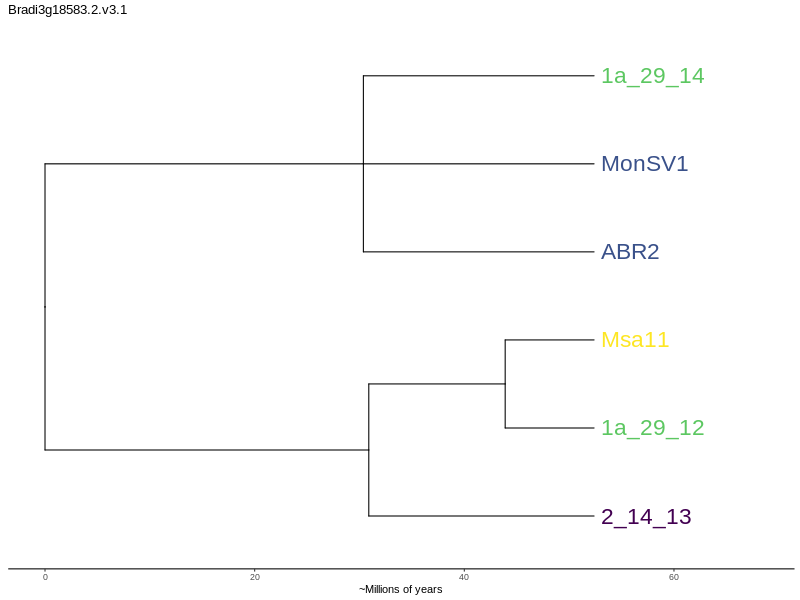 Bradi3g18583.2.v3.1
1a_29_14
MonSV1
ABR2
Msa11
1a_29_12
2_14_13
0 20 40 60
~Millions of years